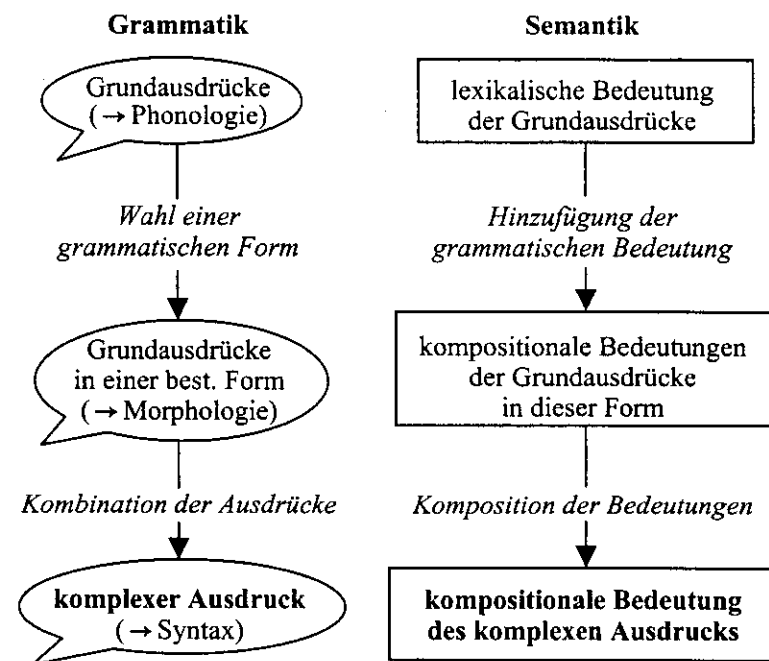 Grammatik
Grundausdrücke
(→ Phonologie)
Wahl einer
grammatischen Form
Grundausdrücke
in einer best. Form
(→ Morphologie)
Kombination der Ausdrücke
komplexer Ausdruck
(→ Syntax)
Semantik
lexikalische Bedeutung
der Grundausdrücke
Hinzufügung der
grammatischen Bedeutung
kompositionale Bedeutungen
der Grundausdrücke
in dieser Form
Komposition der Bedeutungen
kompositionale Bedeutung
des komplexen Ausdrucks